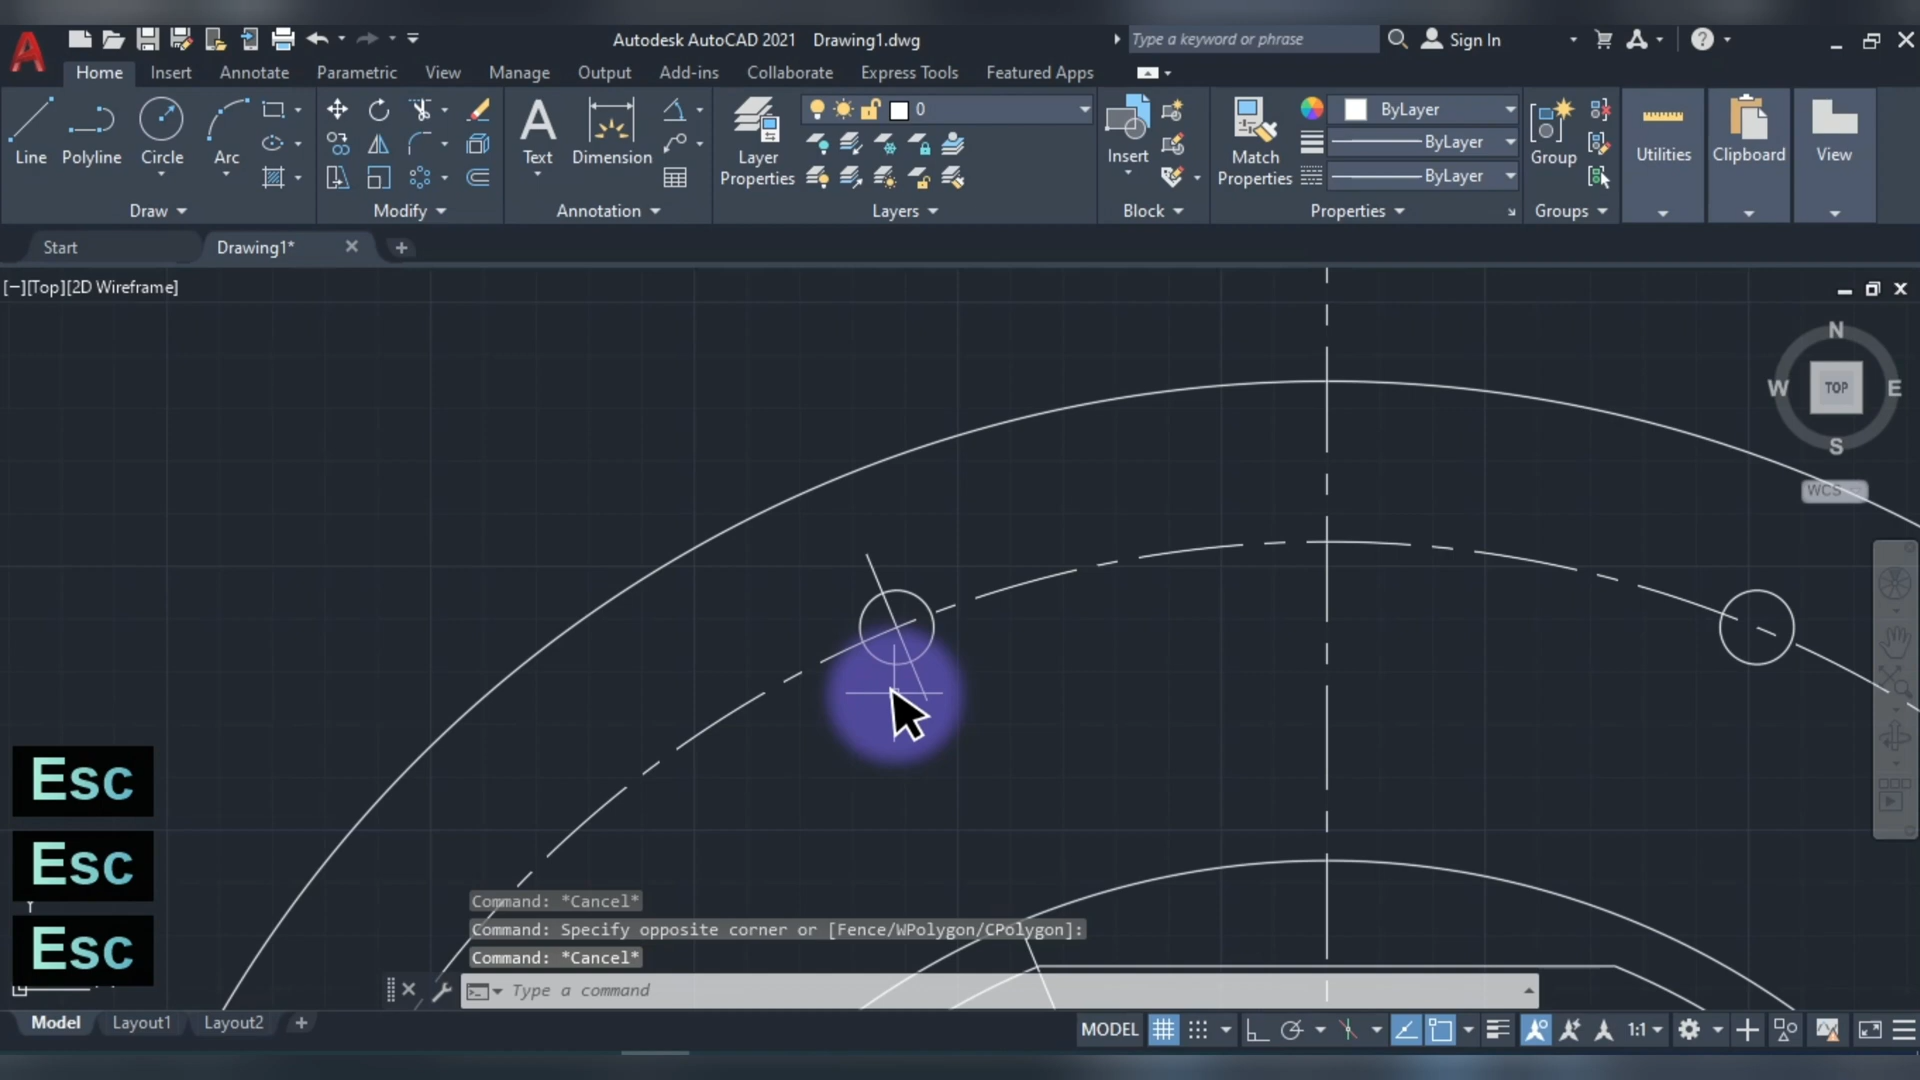 Autodesk AutoCAD 2021 Drawing1.dwg
Type a keyword or phrase
Sign In
Home Insert Annotate Parametric View Manage Output Add-ins Collaborate Express Tools Featured Apps
Line Polyline Circle Arc
Draw
Modify
Text Dimension
Annotation
Layer Properties
0
Layers
Insert
Block
Match Properties
ByLayer
ByLayer
ByLayer
Properties
Group
Groups
Utilities
Clipboard
View
Start
Drawing1*
[−][Top][2D Wireframe]
N
W TOP E
S
WCS
Esc
Esc
Y
Esc
Command: *Cancel*
Command: Specify opposite corner or [Fence/WPolygon/CPolygon]:
Command: *Cancel*
Type a command
Model Layout1 Layout2
MODEL
1:1